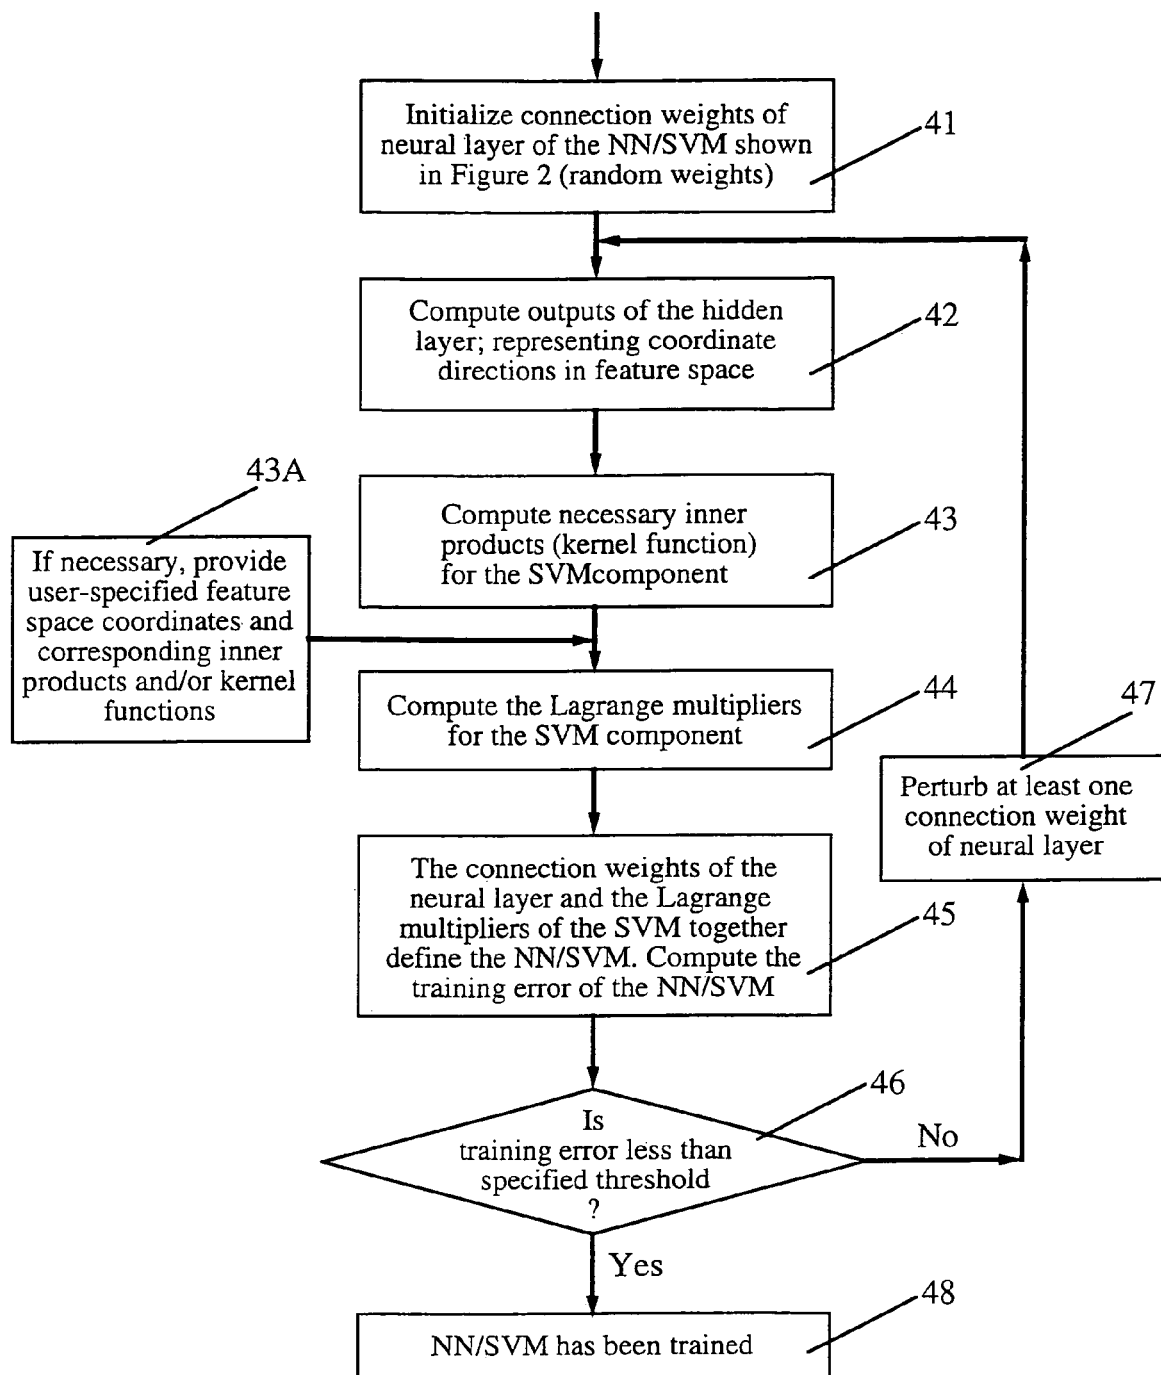 Initialize connection weights of
neural layer of the NN/SVM shown
in Figure 2 (random weights)
41
Compute outputs of the hidden
layer; representing coordinate
directions in feature space
42
43A
If necessary, provide
user-specified feature
space coordinates and
corresponding inner
products and/or kernel
functions
Compute necessary inner
products (kernel function)
for the SVMcomponent
43
Compute the Lagrange multipliers
for the SVM component
44
47
Perturb at least one
connection weight
of neural layer
The connection weights of the
neural layer and the Lagrange
multipliers of the SVM together
define the NN/SVM. Compute the
training error of the NN/SVM
45
Is
training error less than
specified threshold
?
46
No
Yes
NN/SVM has been trained
48